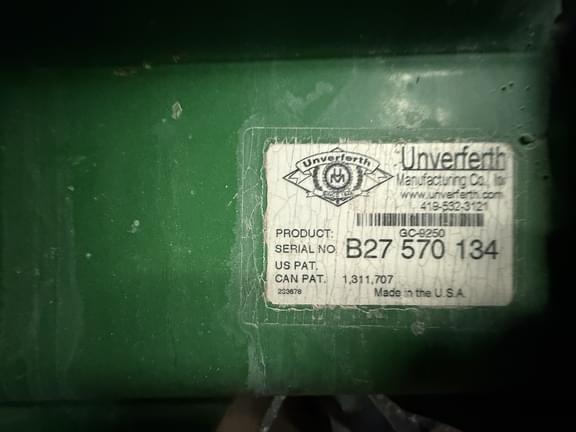 Unverferth
Unverferth
Manufacturing Co., Inc
www.unverferth.com
419-532-3121
PRODUCT: GC-9250
SERIAL NO. B27 570 134
US PAT.
CAN PAT. 1,311,707
233678 Made in the U.S.A.